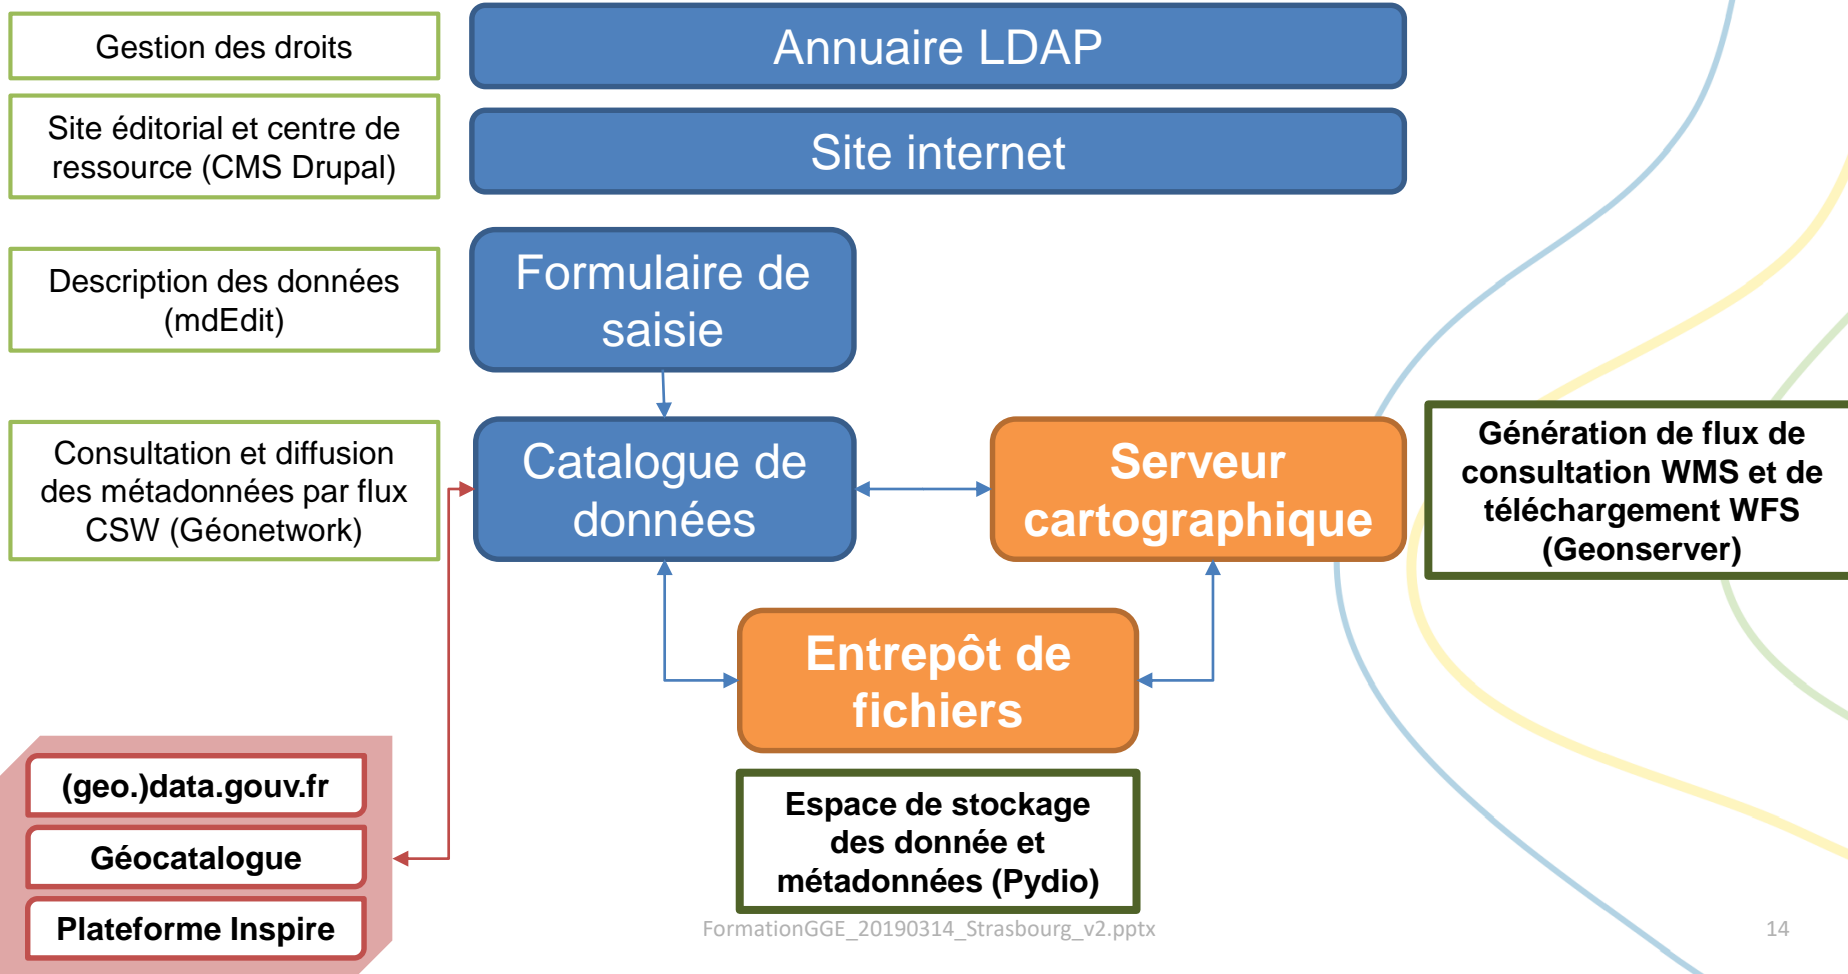 Gestion des droits
Annuaire LDAP
Site éditorial et centre de
ressource (CMS Drupal)
Site internet
Description des données
(mdEdit)
Formulaire de
saisie
Consultation et diffusion
des métadonnées par flux
CSW (Géonetwork)
Catalogue de
données
Serveur
cartographique
Génération de flux de
consultation WMS et de
téléchargement WFS
(Geonserver)
Entrepôt de
fichiers
Espace de stockage
des donnée et
métadonnées (Pydio)
(geo.)data.gouv.fr
Géocatalogue
Plateforme Inspire
FormationGGE_20190314_Strasbourg_v2.pptx
14